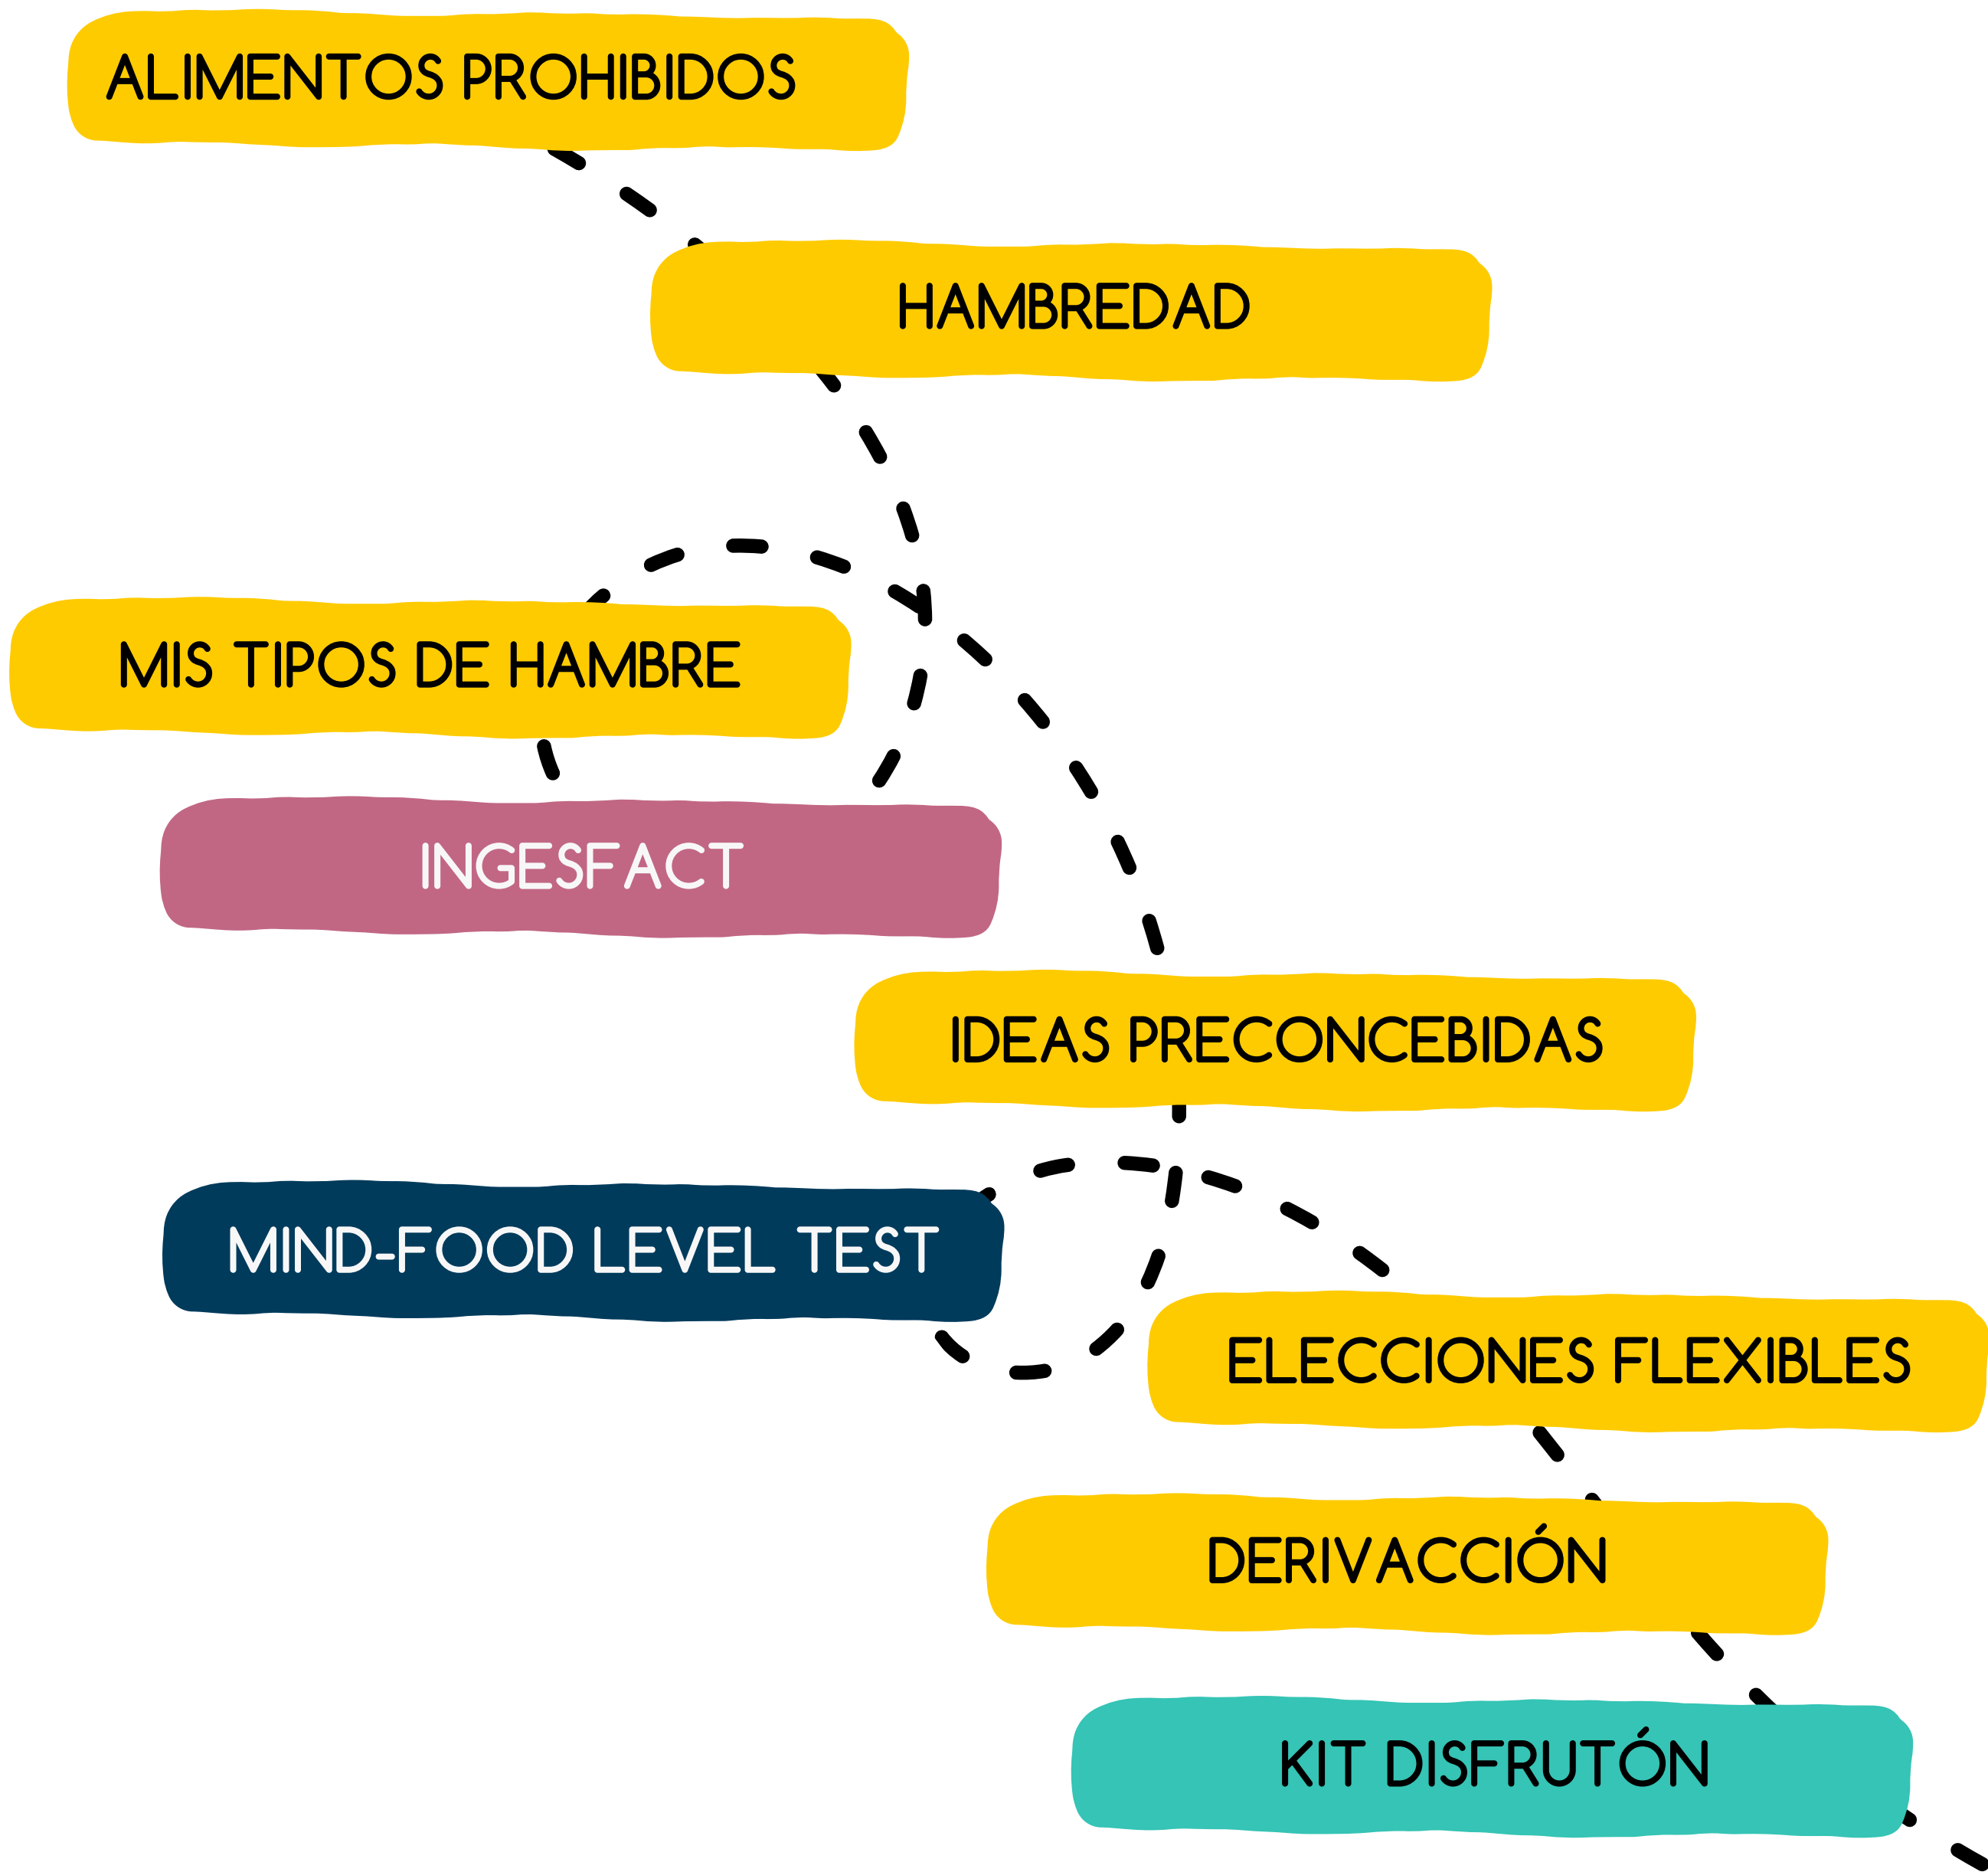 ALIMENTOS PROHIBIDOS
HAMBREDAD
MIS TIPOS DE HAMBRE
INGESFACT
IDEAS PRECONCEBIDAS
MIND-FOOD LEVEL TEST
ELECCIONES FLEXIBLES
DERIVACCIÓN
KIT DISFRUTÓN